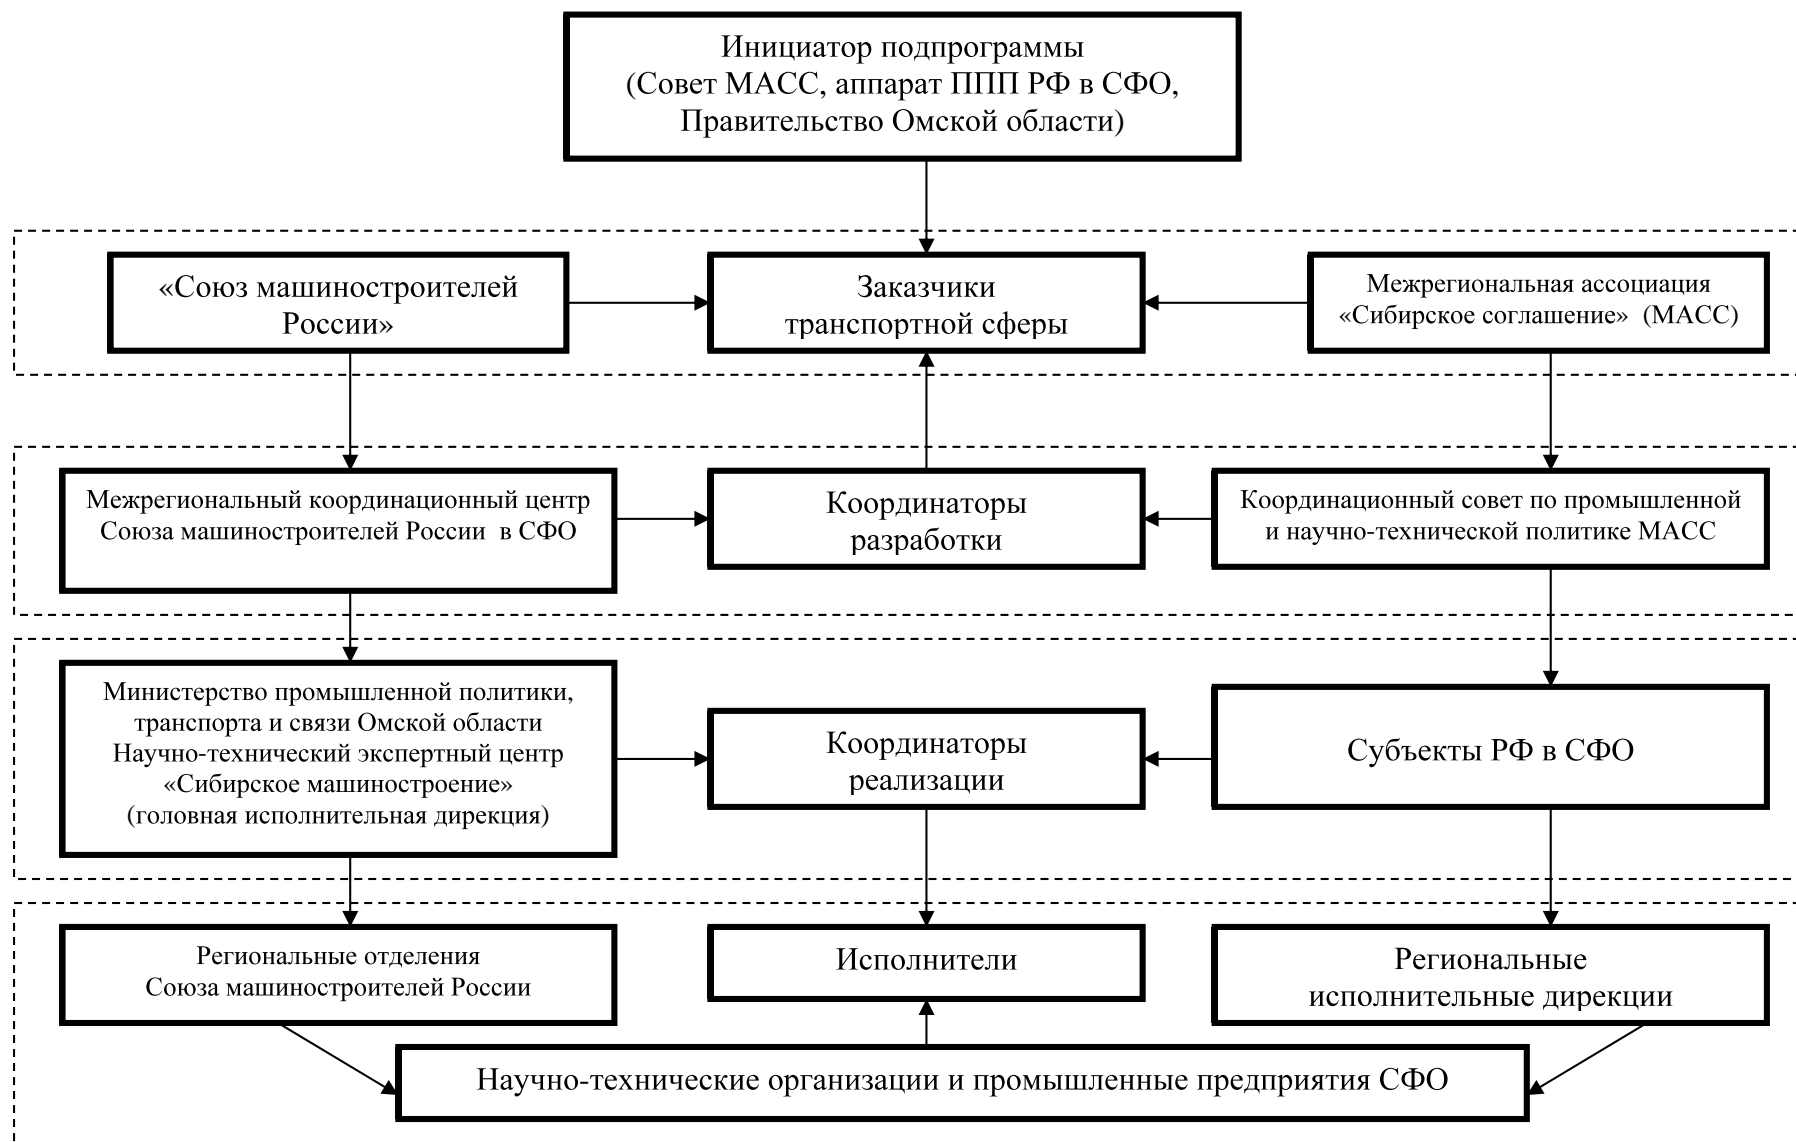 Инициатор подпрограммы
(Совет МАСС, аппарат ППП РФ в СФО,
Правительство Омской области)
«Союз машиностроителей
России»
Заказчики
транспортной сферы
Межрегиональная ассоциация
«Сибирское соглашение»  (МАСС)
Межрегиональный координационный центр
Союза машиностроителей России  в СФО
Координаторы
разработки
Координационный совет по промышленной
и научно-технической политике МАСС
Министерство промышленной политики,
транспорта и связи Омской области
Научно-технический экспертный центр
«Сибирское машиностроение»
(головная исполнительная дирекция)
Координаторы
реализации
Субъекты РФ в СФО
Региональные отделения
Союза машиностроителей России
Исполнители
Региональные
исполнительные дирекции
Научно-технические организации и промышленные предприятия СФО